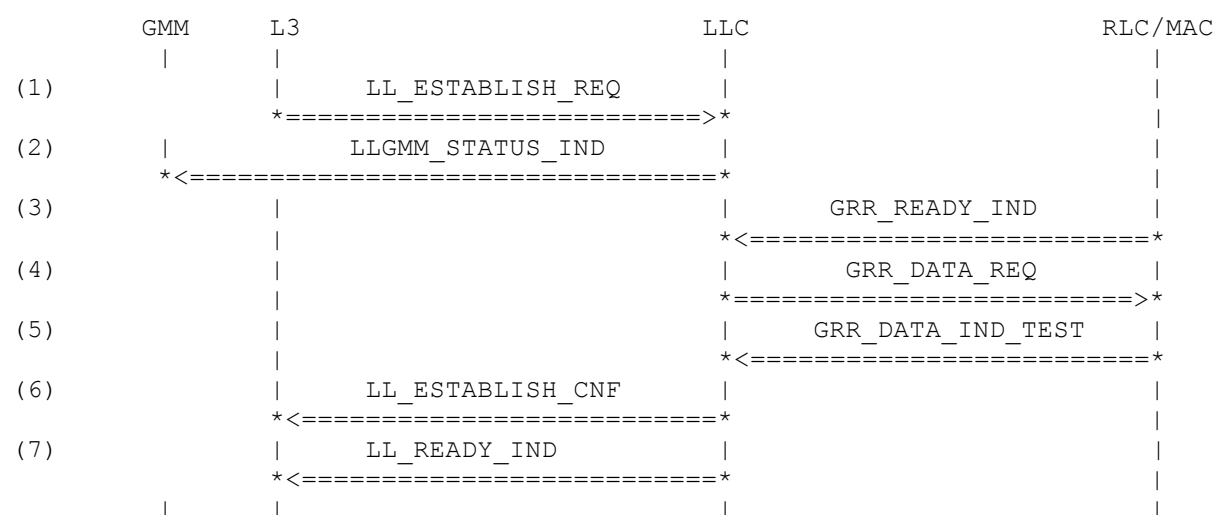 GMM L3 LLC RLC/MAC
| | | |
(1) | LL_ESTABLISH_REQ | |
*==========================>* |
(2) | LLGMM_STATUS_IND | |
*<=================================* |
(3) | | GRR_READY_IND |
| *<=========================*
(4) | | GRR_DATA_REQ |
| *=========================>*
(5) | | GRR_DATA_IND_TEST |
| *<=========================*
(6) | LL_ESTABLISH_CNF | |
*<==========================* |
(7) | LL_READY_IND | |
*<==========================* |
| | | |